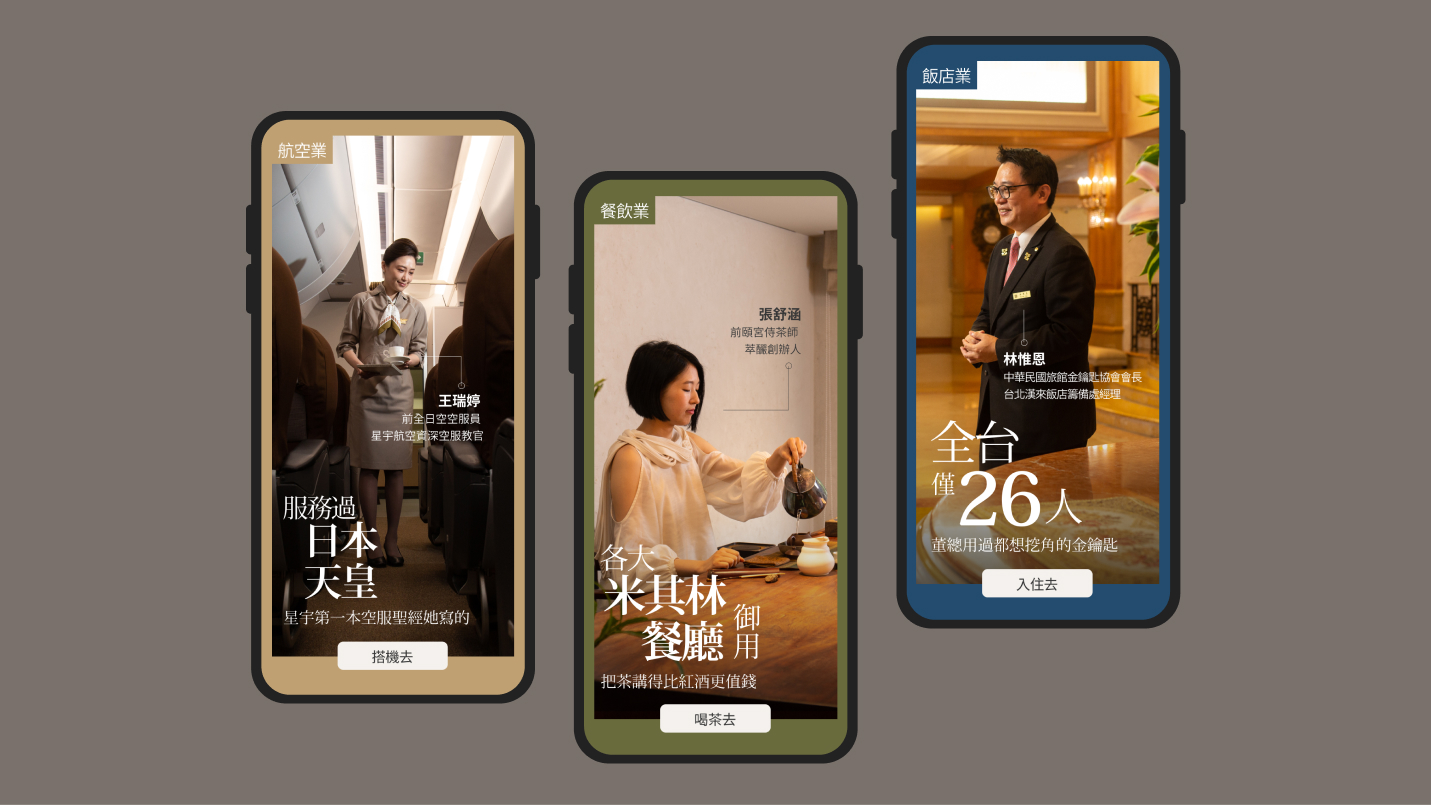 航空業
王瑞婷
前全日空空服員
星宇航空資深空服教官
服務過
日本
天皇
星宇第一本空服聖經她寫的
搭機去
餐飲業
張舒涵
前頤宮侍茶師
萃釅創辦人
各大
米其林
餐廳
御用
把茶講得比紅酒更值錢
喝茶去
飯店業
林惟恩
中華民國旅館金鑰匙協會會長
台北漢來飯店籌備處經理
全台
僅26人
董總用過都想挖角的金鑰匙
入住去